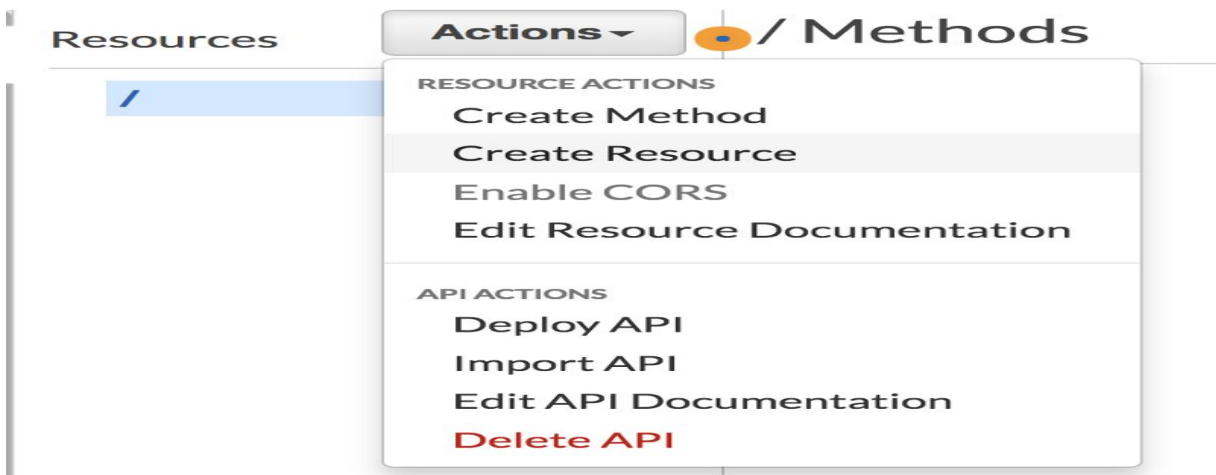 Resources
Actions
/ Methods
/
RESOURCE ACTIONS
Create Method
Create Resource
Enable CORS
Edit Resource Documentation
API ACTIONS
Deploy API
Import API
Edit API Documentation
Delete API